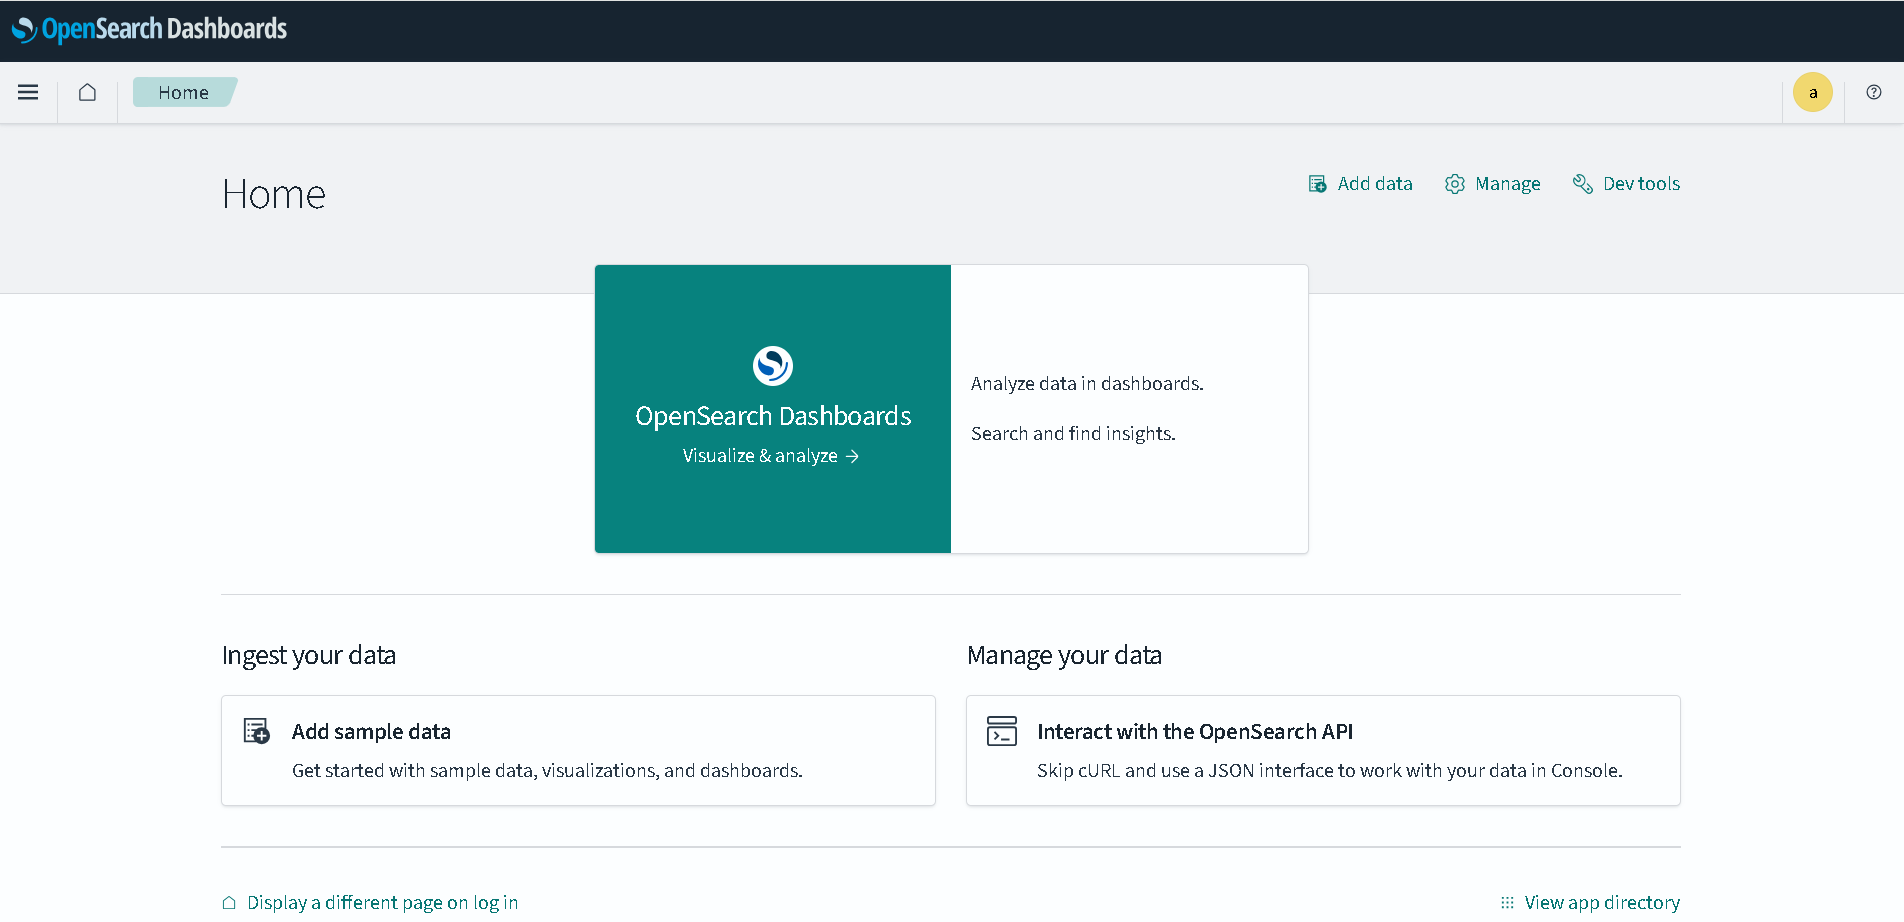 OpenSearch Dashboards
Home
a
Home
Add data
Manage
Dev tools
OpenSearch Dashboards
Visualize & analyze →
Analyze data in dashboards.
Search and find insights.
Ingest your data
Add sample data
Get started with sample data, visualizations, and dashboards.
Manage your data
Interact with the OpenSearch API
Skip cURL and use a JSON interface to work with your data in Console.
Display a different page on log in
View app directory